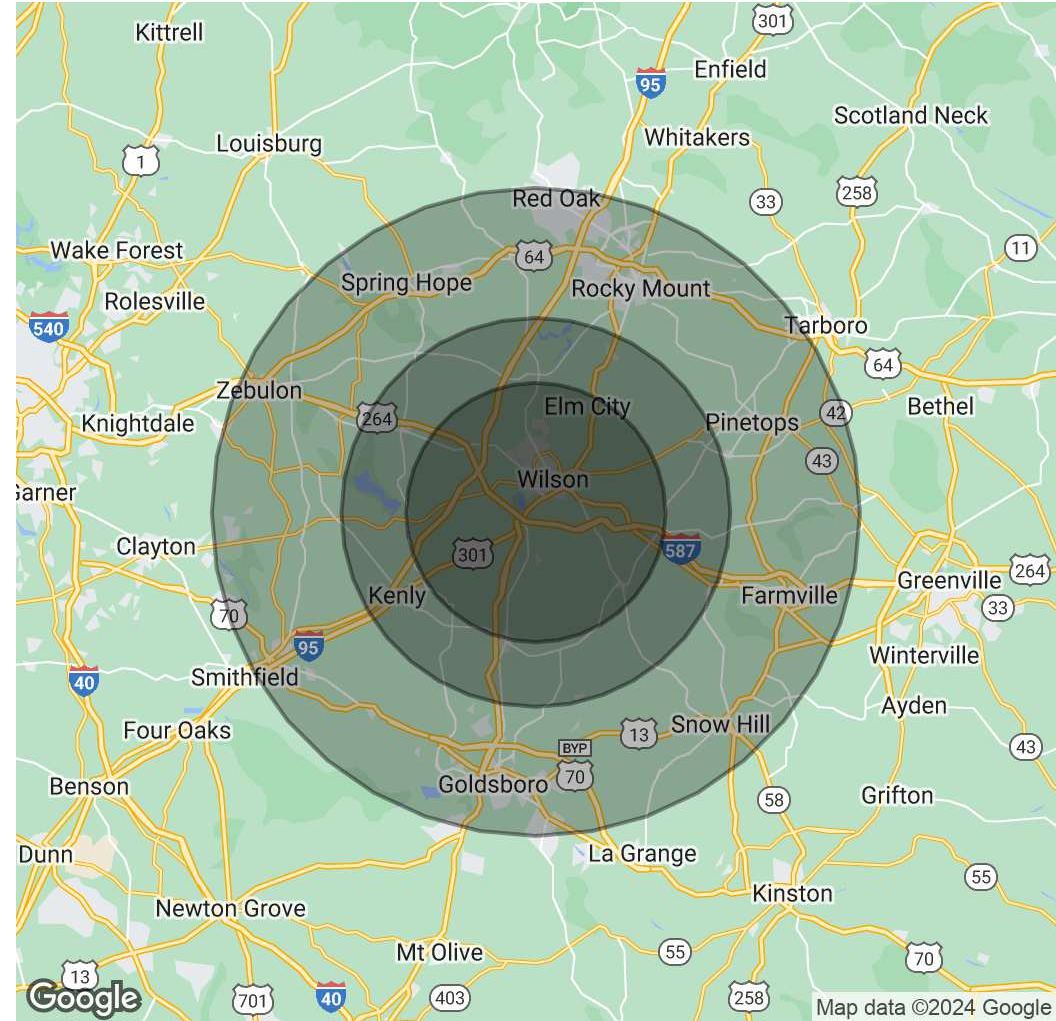 301
Kittrell
Enfield
95
Scotland Neck
Whitakers
Louisburg
1
258
33
Red Oak
11
Wake Forest
64
Spring Hope
Rocky Mount
Rolesville
540
Tarboro
64
Zebulon
Elm City
Bethel
42
264
Knightdale
Pinetops
43
Wilson
Garner
Clayton
301
587
264
Greenville
Kenly
Farmville
33
70
95
Winterville
Smithfield
40
Ayden
Snow Hill
Four Oaks
13
BYP
43
70
Goldsboro
Benson
58
Grifton
Dunn
La Grange
55
Kinston
Newton Grove
Mt Olive
55
70
13
Google
701
40
403
258
Map data ©2024 Google